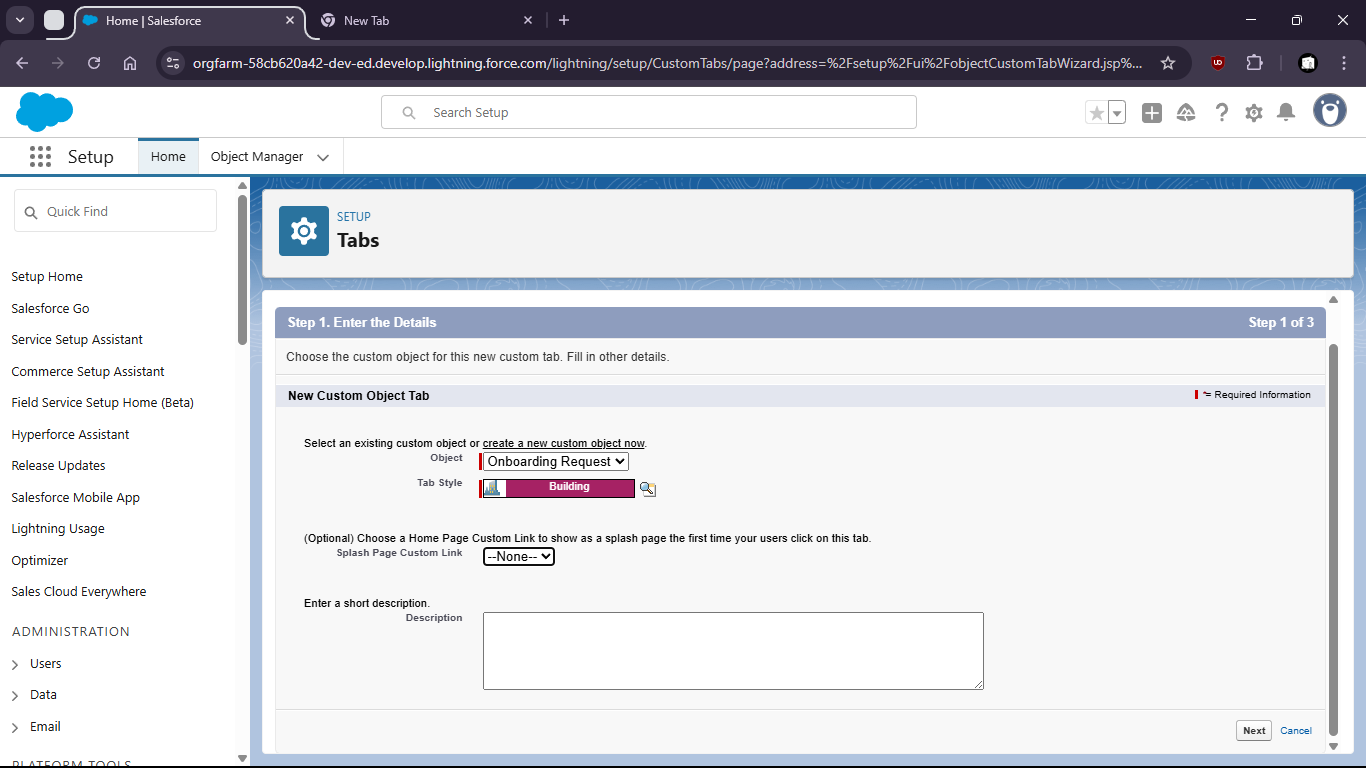 Home | Salesforce
New Tab
orgfarm-58cb620a42-dev-ed.develop.lightning.force.com/lightning/setup/CustomTabs/page?address=%2Fsetup%2Fui%2FobjectCustomTabWizard.jsp%...
Search Setup
Setup
Home
Object Manager
Quick Find
Setup Home
Salesforce Go
Service Setup Assistant
Commerce Setup Assistant
Field Service Setup Home (Beta)
Hyperforce Assistant
Release Updates
Salesforce Mobile App
Lightning Usage
Optimizer
Sales Cloud Everywhere
ADMINISTRATION
Users
Data
Email
PLATFORM TOOLS
SETUP
Tabs
Step 1. Enter the Details Step 1 of 3
Choose the custom object for this new custom tab. Fill in other details.
New Custom Object Tab *= Required Information
Select an existing custom object or create a new custom object now.
Object Onboarding Request
Tab Style Building
(Optional) Choose a Home Page Custom Link to show as a splash page the first time your users click on this tab.
Splash Page Custom Link --None--
Enter a short description.
Description
Next Cancel